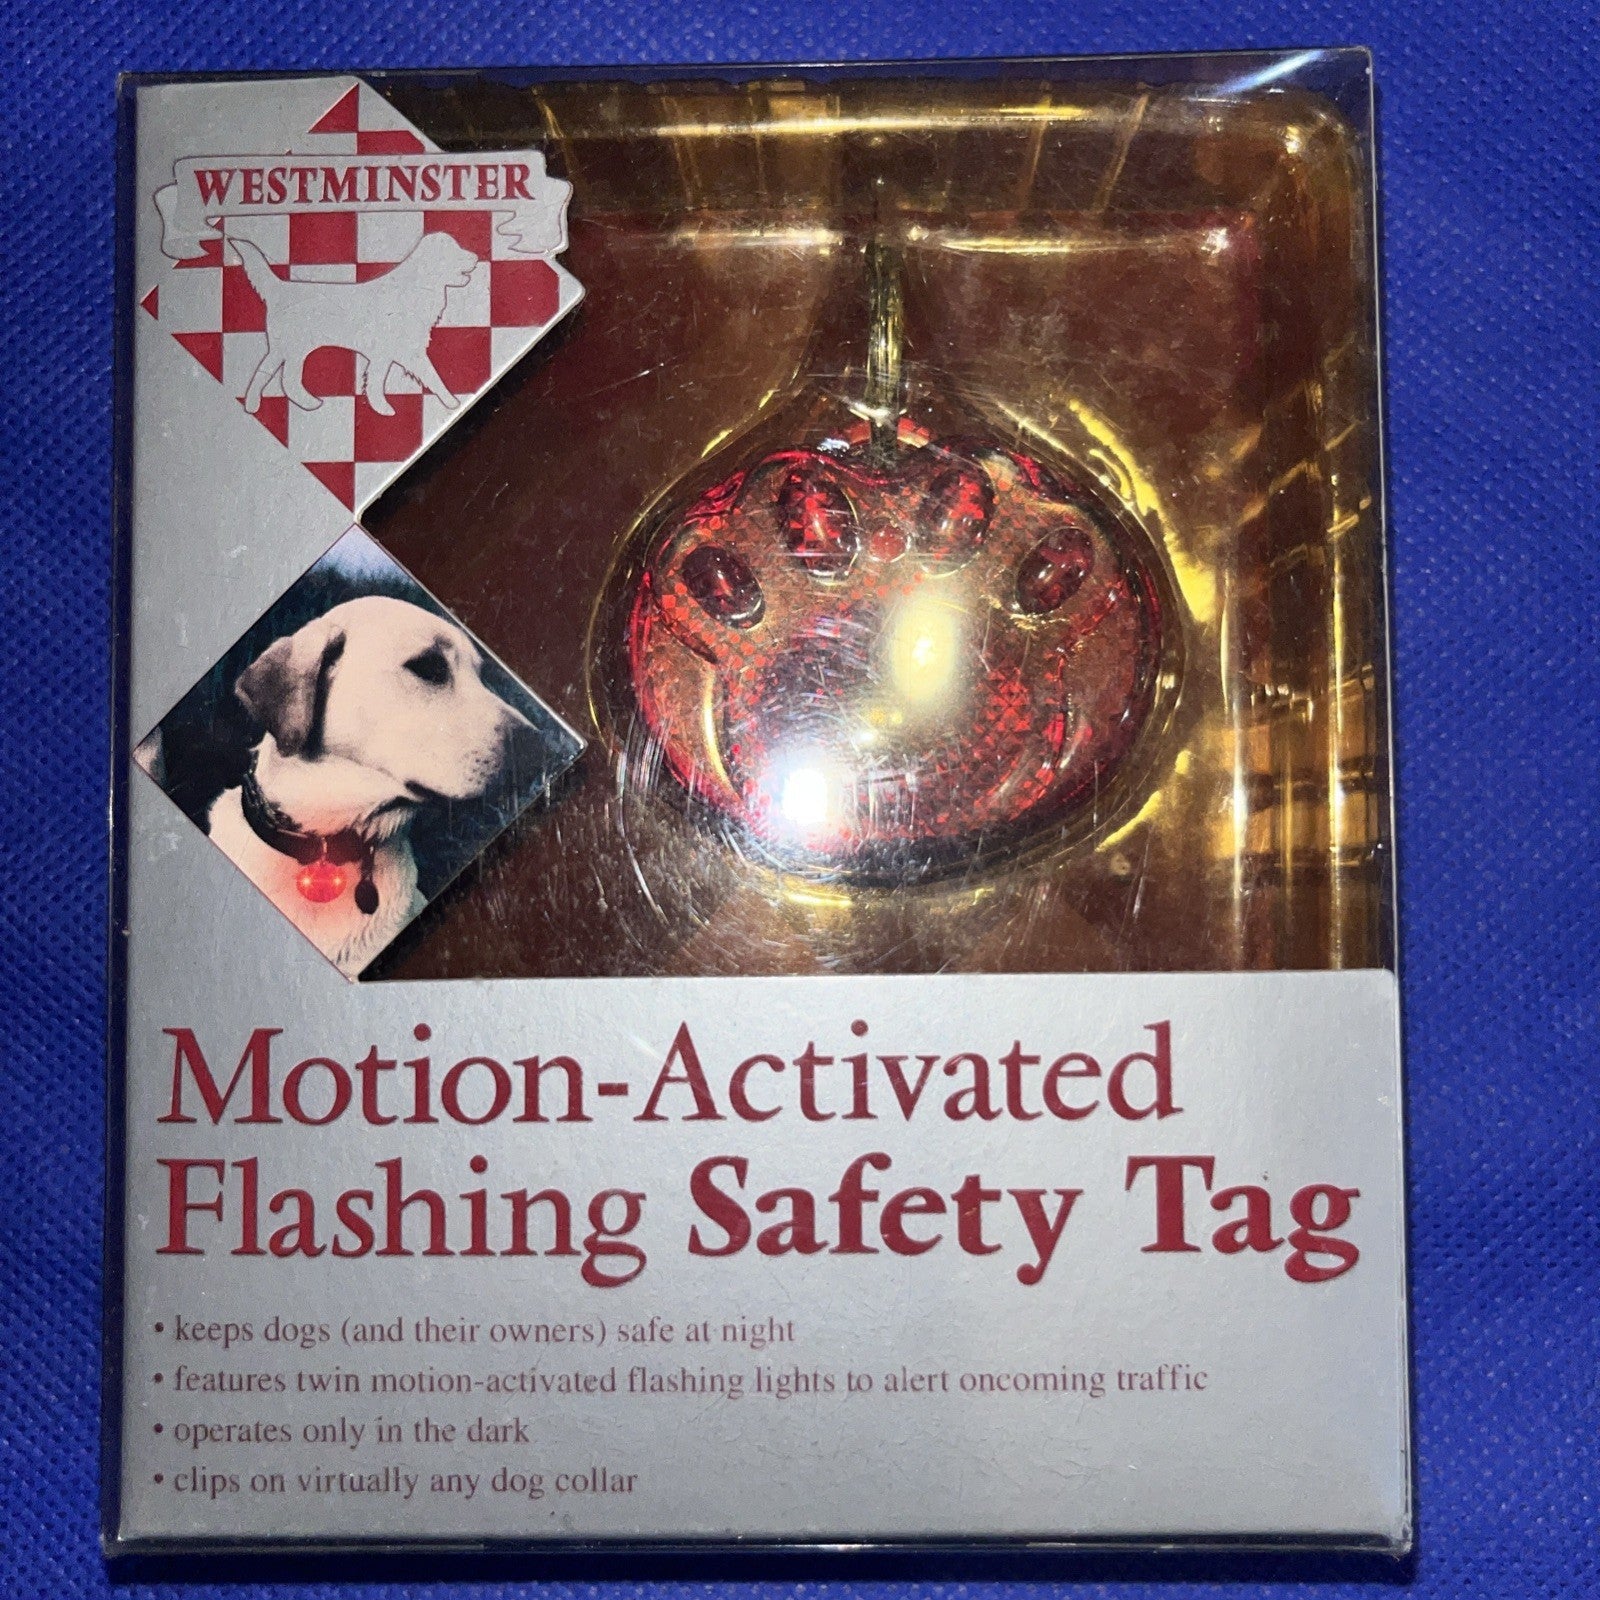 WESTMINSTER
Motion-Activated
Flashing Safety Tag
• keeps dogs (and their owners) safe at night
• features twin motion-activated flashing lights to alert oncoming traffic
• operates only in the dark
• clips on virtually any dog collar